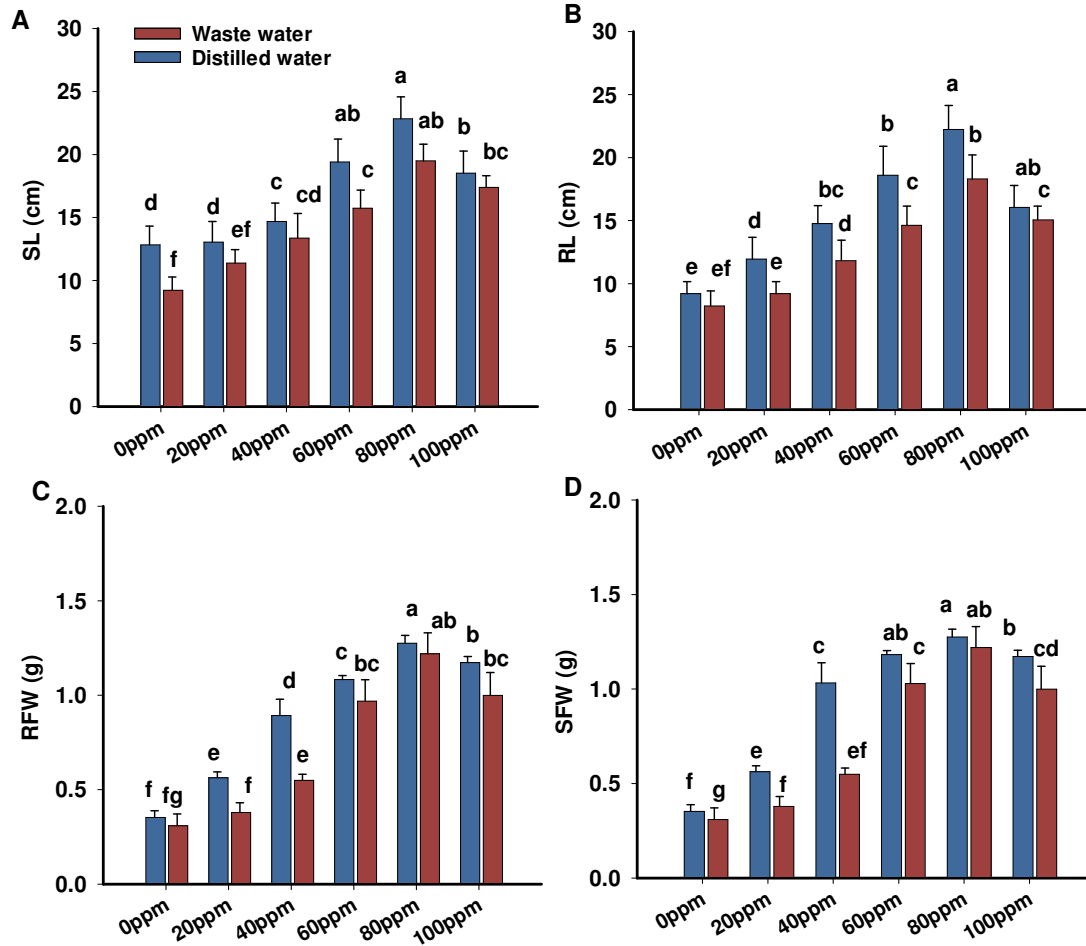 A
Waste water
Distilled water
SL (cm)
30
25
20
15
10
5
0
d
f
d
ef
c
cd
ab
c
a
ab
b
bc
0ppm
20ppm
40ppm
60ppm
80ppm
100ppm
B
RL (cm)
30
25
20
15
10
5
0
e
ef
d
e
bc
d
b
c
a
b
ab
c
0ppm
20ppm
40ppm
60ppm
80ppm
100ppm
C
RFW (g)
2.0
1.5
1.0
0.5
0.0
f
fg
e
f
d
e
c
bc
a
ab
b
bc
0ppm
20ppm
40ppm
60ppm
80ppm
100ppm
D
SFW (g)
2.0
1.5
1.0
0.5
0.0
f
g
e
f
c
ef
ab
c
a
ab
b
cd
0ppm
20ppm
40ppm
60ppm
80ppm
100ppm